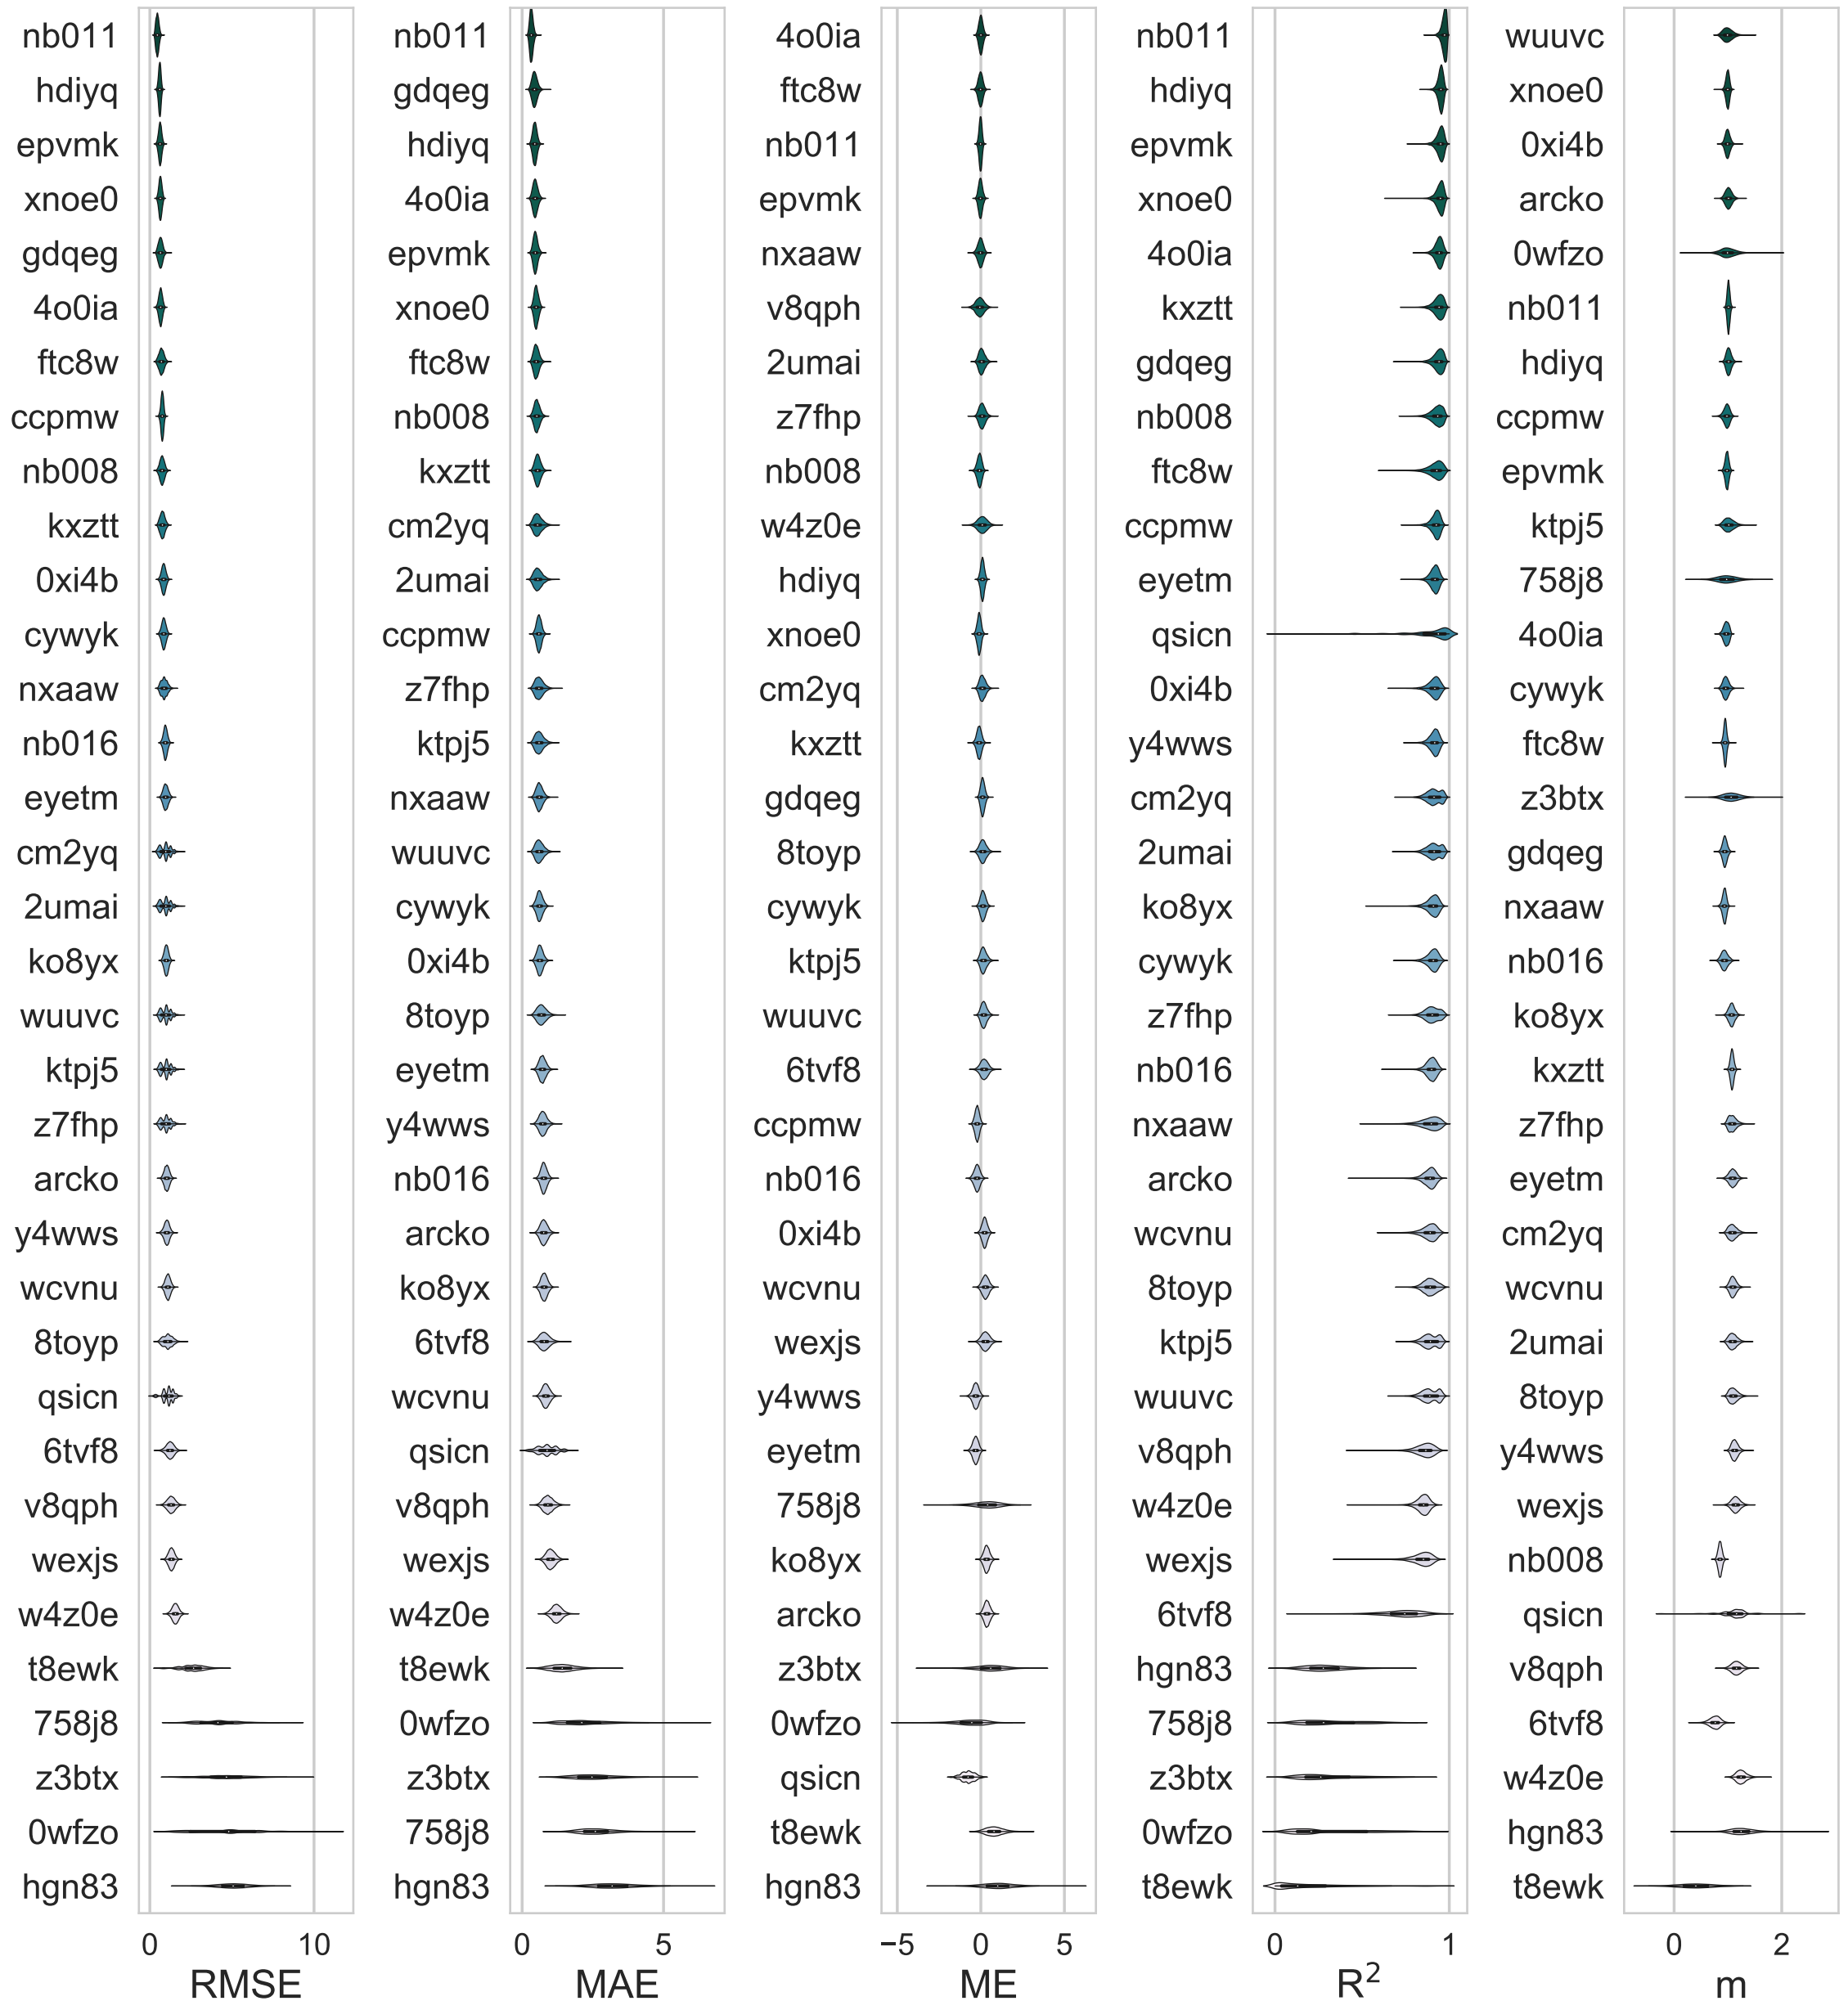 nb011 nb011 4o0ia nb011 wuuvc
hdiyq gdqeg ftc8w hdiyq xnoe0
epvmk hdiyq nb011 epvmk 0xi4b
xnoe0 4o0ia epvmk xnoe0 arcko
gdqeg epvmk nxaaw 4o0ia 0wfzo
4o0ia xnoe0 v8qph kxztt nb011
ftc8w ftc8w 2umai gdqeg hdiyq
ccpmw nb008 z7fhp nb008 ccpmw
nb008 kxztt nb008 ftc8w epvmk
kxztt cm2yq w4z0e ccpmw ktpj5
0xi4b 2umai hdiyq eyetm 758j8
cywyk ccpmw xnoe0 qsicn 4o0ia
nxaaw z7fhp cm2yq 0xi4b cywyk
nb016 ktpj5 kxztt y4wws ftc8w
eyetm nxaaw gdqeg cm2yq z3btx
cm2yq wuuvc 8toyp 2umai gdqeg
2umai cywyk cywyk ko8yx nxaaw
ko8yx 0xi4b ktpj5 cywyk nb016
wuuvc 8toyp wuuvc z7fhp ko8yx
ktpj5 eyetm 6tvf8 nb016 kxztt
z7fhp y4wws ccpmw nxaaw z7fhp
arcko nb016 nb016 arcko eyetm
y4wws arcko 0xi4b wcvnu cm2yq
wcvnu ko8yx wcvnu 8toyp wcvnu
8toyp 6tvf8 wexjs ktpj5 2umai
qsicn wcvnu y4wws wuuvc 8toyp
6tvf8 qsicn eyetm v8qph y4wws
v8qph v8qph 758j8 w4z0e wexjs
wexjs wexjs ko8yx wexjs nb008
w4z0e w4z0e arcko 6tvf8 qsicn
t8ewk t8ewk z3btx hgn83 v8qph
758j8 0wfzo 0wfzo 758j8 6tvf8
z3btx z3btx qsicn z3btx w4z0e
0wfzo 758j8 t8ewk 0wfzo hgn83
hgn83 hgn83 hgn83 t8ewk t8ewk
0 10 0 5 −5 0 5 0 1 0 2
RMSE MAE ME R² m